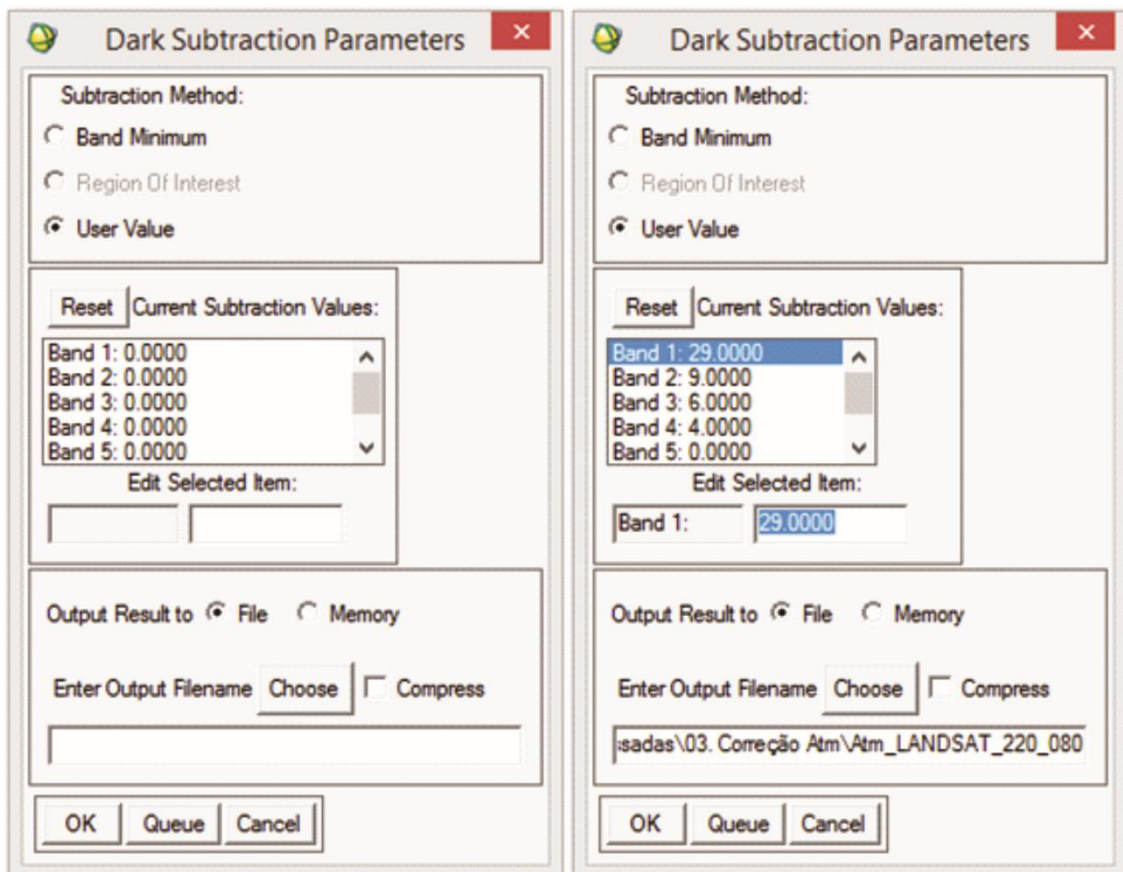 Dark Subtraction Parameters
Subtraction Method:
Band Minimum
Region Of Interest
User Value
Reset Current Subtraction Values:
Band 1: 0.0000
Band 2: 0.0000
Band 3: 0.0000
Band 4: 0.0000
Band 5: 0.0000
Edit Selected Item:
Output Result to File Memory
Enter Output Filename Choose Compress
OK Queue Cancel
Dark Subtraction Parameters
Subtraction Method:
Band Minimum
Region Of Interest
User Value
Reset Current Subtraction Values:
Band 1: 29.0000
Band 2: 9.0000
Band 3: 6.0000
Band 4: 4.0000
Band 5: 0.0000
Edit Selected Item:
Band 1: 29.0000
Output Result to File Memory
Enter Output Filename Choose Compress
ssadas\03. Correção Atm\Atm_LANDSAT_220_080
OK Queue Cancel